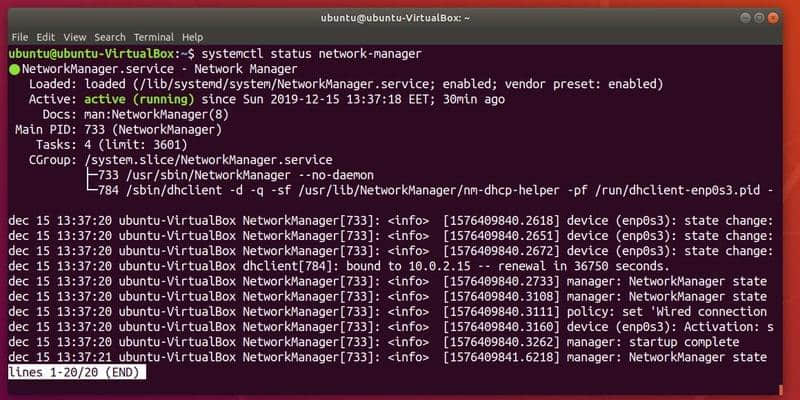 ubuntu@ubuntu-VirtualBox: ~
File Edit View Search Terminal Help
ubuntu@ubuntu-VirtualBox:~$ systemctl status network-manager
● NetworkManager.service - Network Manager
Loaded: loaded (/lib/systemd/system/NetworkManager.service; enabled; vendor preset: enabled)
Active: active (running) since Sun 2019-12-15 13:37:18 EET; 30min ago
Docs: man:NetworkManager(8)
Main PID: 733 (NetworkManager)
Tasks: 4 (limit: 3601)
CGroup: /system.slice/NetworkManager.service
├─733 /usr/sbin/NetworkManager --no-daemon
└─784 /sbin/dhclient -d -q -sf /usr/lib/NetworkManager/nm-dhcp-helper -pf /run/dhclient-enp0s3.pid -
dec 15 13:37:20 ubuntu-VirtualBox NetworkManager[733]: <info> [1576409840.2618] device (enp0s3): state change:
dec 15 13:37:20 ubuntu-VirtualBox NetworkManager[733]: <info> [1576409840.2651] device (enp0s3): state change:
dec 15 13:37:20 ubuntu-VirtualBox NetworkManager[733]: <info> [1576409840.2672] device (enp0s3): state change:
dec 15 13:37:20 ubuntu-VirtualBox dhclient[784]: bound to 10.0.2.15 -- renewal in 36750 seconds.
dec 15 13:37:20 ubuntu-VirtualBox NetworkManager[733]: <info> [1576409840.2733] manager: NetworkManager state
dec 15 13:37:20 ubuntu-VirtualBox NetworkManager[733]: <info> [1576409840.3108] manager: NetworkManager state
dec 15 13:37:20 ubuntu-VirtualBox NetworkManager[733]: <info> [1576409840.3111] policy: set 'Wired connection
dec 15 13:37:20 ubuntu-VirtualBox NetworkManager[733]: <info> [1576409840.3160] device (enp0s3): Activation: s
dec 15 13:37:20 ubuntu-VirtualBox NetworkManager[733]: <info> [1576409840.3262] manager: startup complete
dec 15 13:37:21 ubuntu-VirtualBox NetworkManager[733]: <info> [1576409841.6218] manager: NetworkManager state
lines 1-20/20 (END)